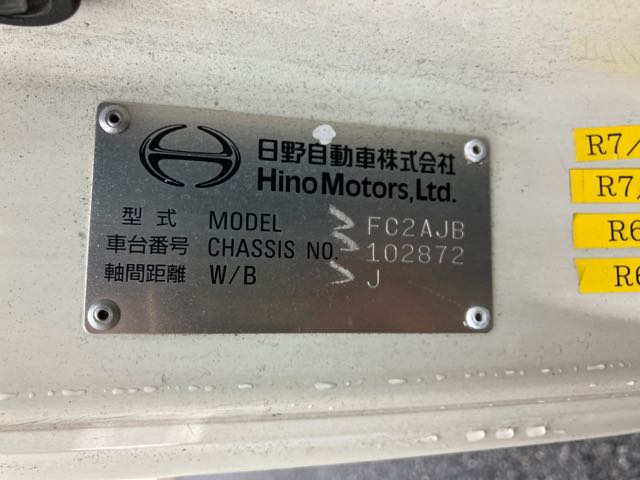 日野自動車株式会社
Hino Motors, Ltd.
型式 MODEL FC2AJB
車台番号 CHASSIS NO. 102872
軸間距離 W/B J
R7/
R7/
R6
R6